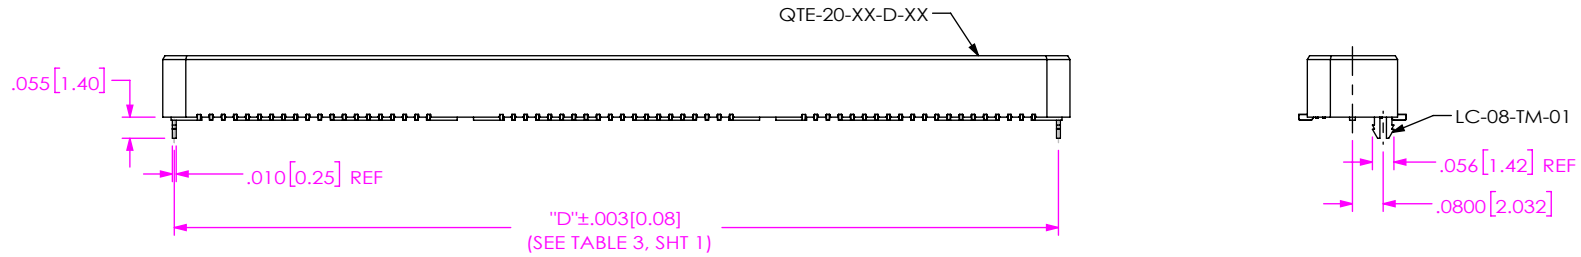 QTE-20-XX-D-XX
.055[1.40]
LC-08-TM-01
.056[1.42] REF
.010[0.25] REF
.0800[2.032]
"D"±.003[0.08]
(SEE TABLE 3, SHT 1)